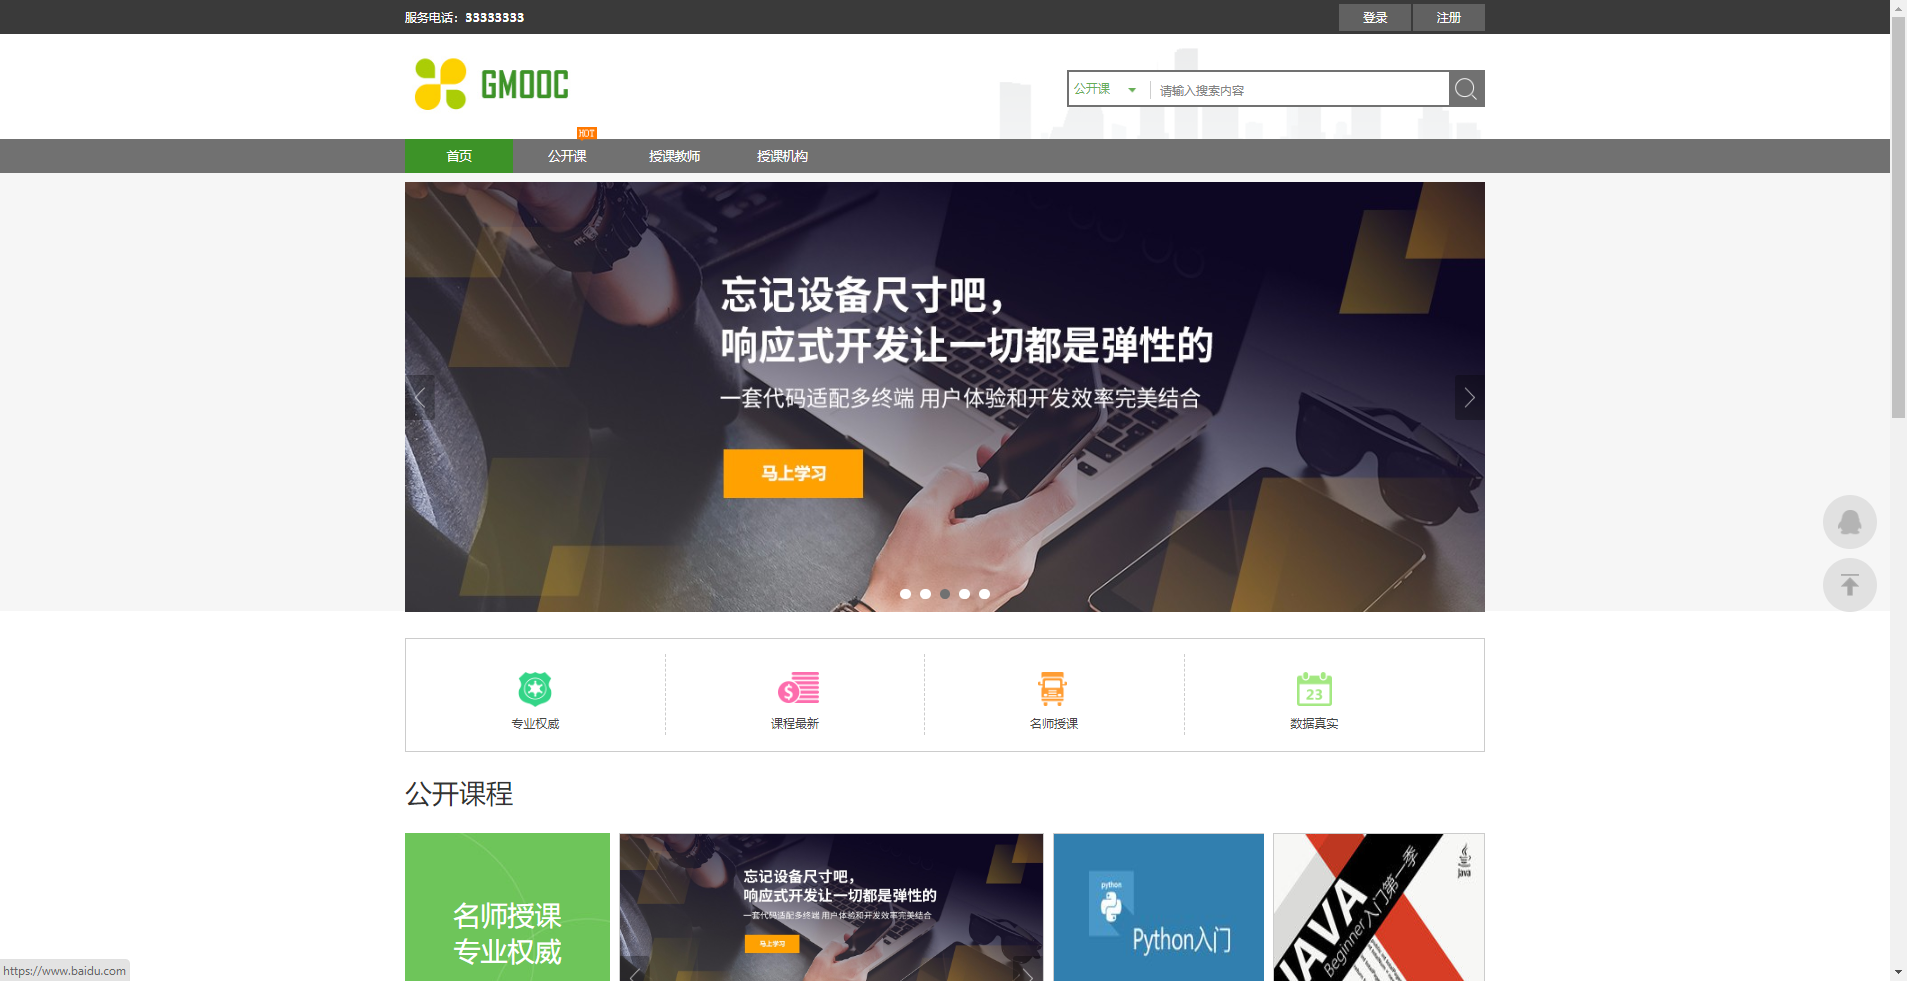 服务电话：33333333
登录 注册
GMOOC
公开课 请输入搜索内容
HOT
首页 公开课 授课教师 授课机构
忘记设备尺寸吧，
响应式开发让一切都是弹性的
一套代码适配多终端 用户体验和开发效率完美结合
马上学习
23
专业权威 课程最新 名师授课 数据真实
公开课程
名师授课
专业权威
忘记设备尺寸吧，
响应式开发让一切都是弹性的
一套代码适配多终端 用户体验和开发效率完美结合
马上学习
python
Python入门
Java
JAVA
Beginner 入门第一季
https://www.baidu.com